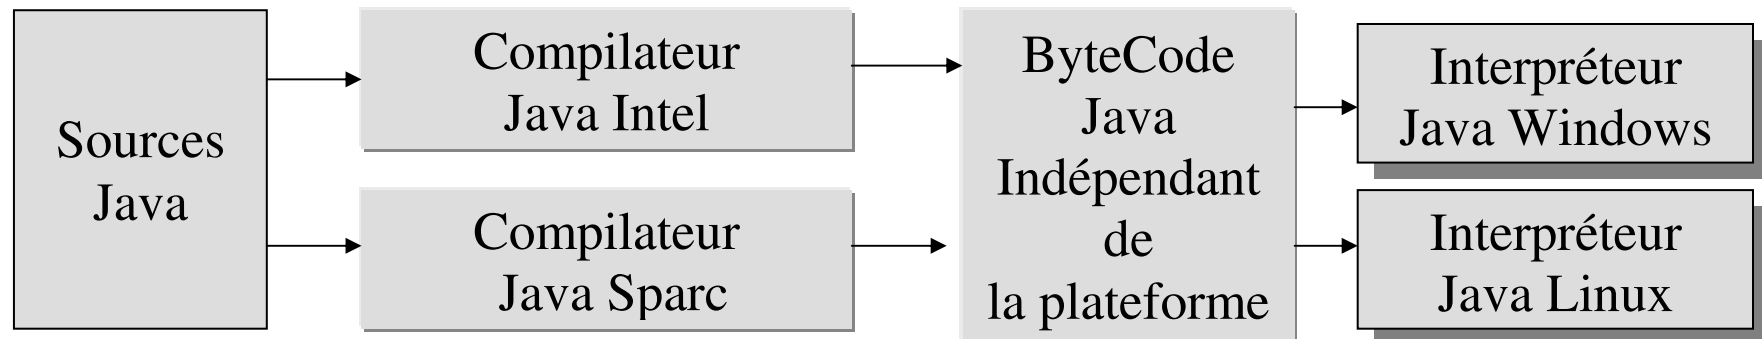 Sources
Java
Compilateur
Java Intel
Compilateur
Java Sparc
ByteCode
Java
Indépendant
de
la plateforme
Interpréteur
Java Windows
Interpréteur
Java Linux